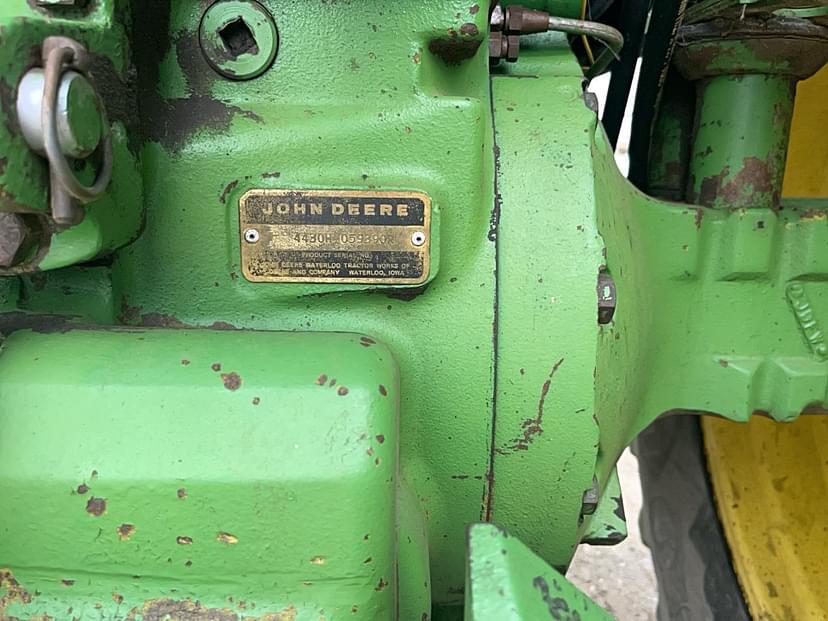 JOHN DEERE
4430H 059390R
PRODUCT SERIAL NO.
JOHN DEERE WATERLOO TRACTOR WORKS OF
DEERE AND COMPANY WATERLOO, IOWA